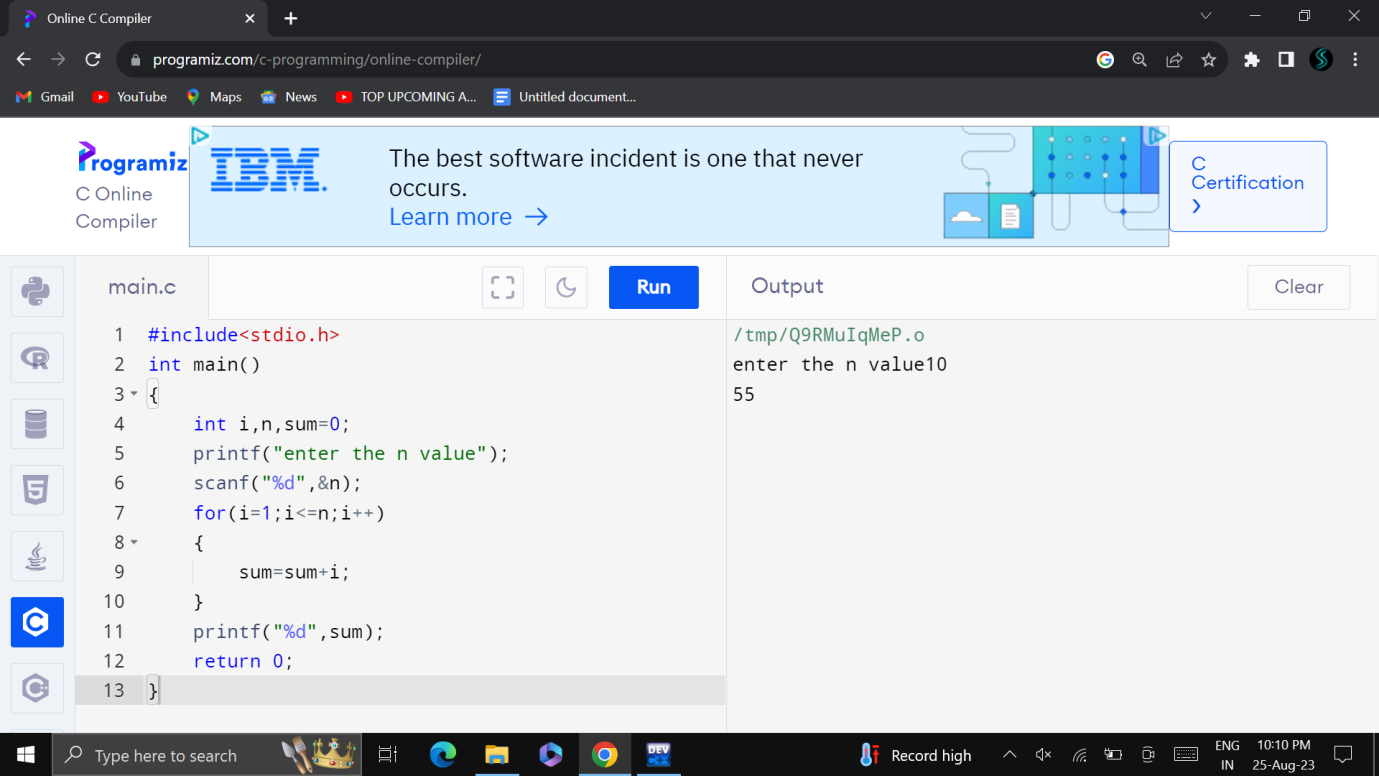 Online C Compiler
programiz.com/c-programming/online-compiler/
Gmail YouTube Maps News TOP UPCOMING A... Untitled document...
Programiz
C Online
Compiler
IBM.
The best software incident is one that never
occurs.
Learn more →
C
Certification
main.c
Run
Output
Clear
1 #include<stdio.h>
2 int main()
3 {
4 int i,n,sum=0;
5 printf("enter the n value");
6 scanf("%d",&n);
7 for(i=1;i<=n;i++)
8 {
9 sum=sum+i;
10 }
11 printf("%d",sum);
12 return 0;
13 }
/tmp/Q9RMuIqMeP.o
enter the n value10
55
Type here to search
DEV
Record high
ENG
IN
10:10 PM
25-Aug-23